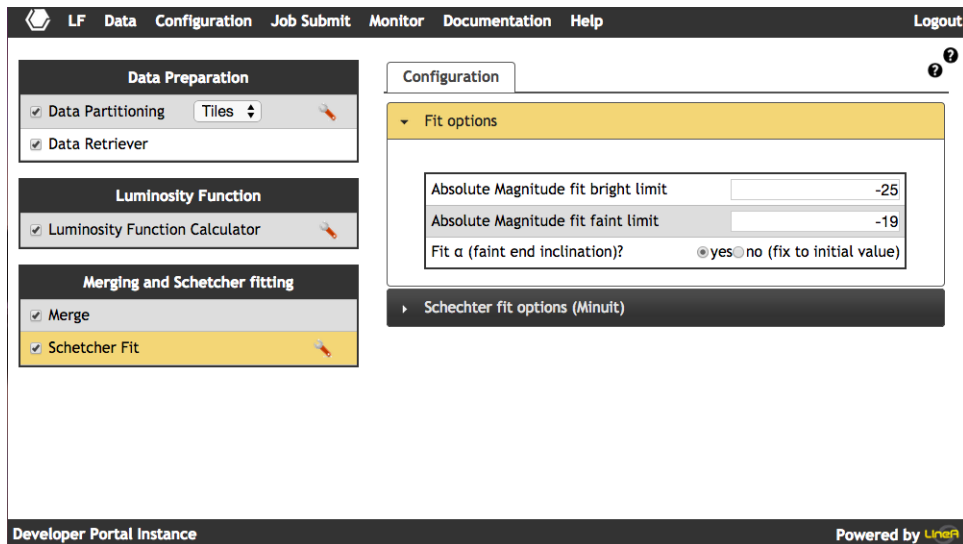 LF Data Configuration Job Submit Monitor Documentation Help Logout
Data Preparation
Data Partitioning Tiles
Data Retriever
Luminosity Function
Luminosity Function Calculator
Merging and Schetcher fitting
Merge
Schetcher Fit
? ?
Configuration
Fit options
Absolute Magnitude fit bright limit -25
Absolute Magnitude fit faint limit -19
Fit α (faint end inclination)? yes no (fix to initial value)
Schechter fit options (Minuit)
Developer Portal Instance Powered by LIneA